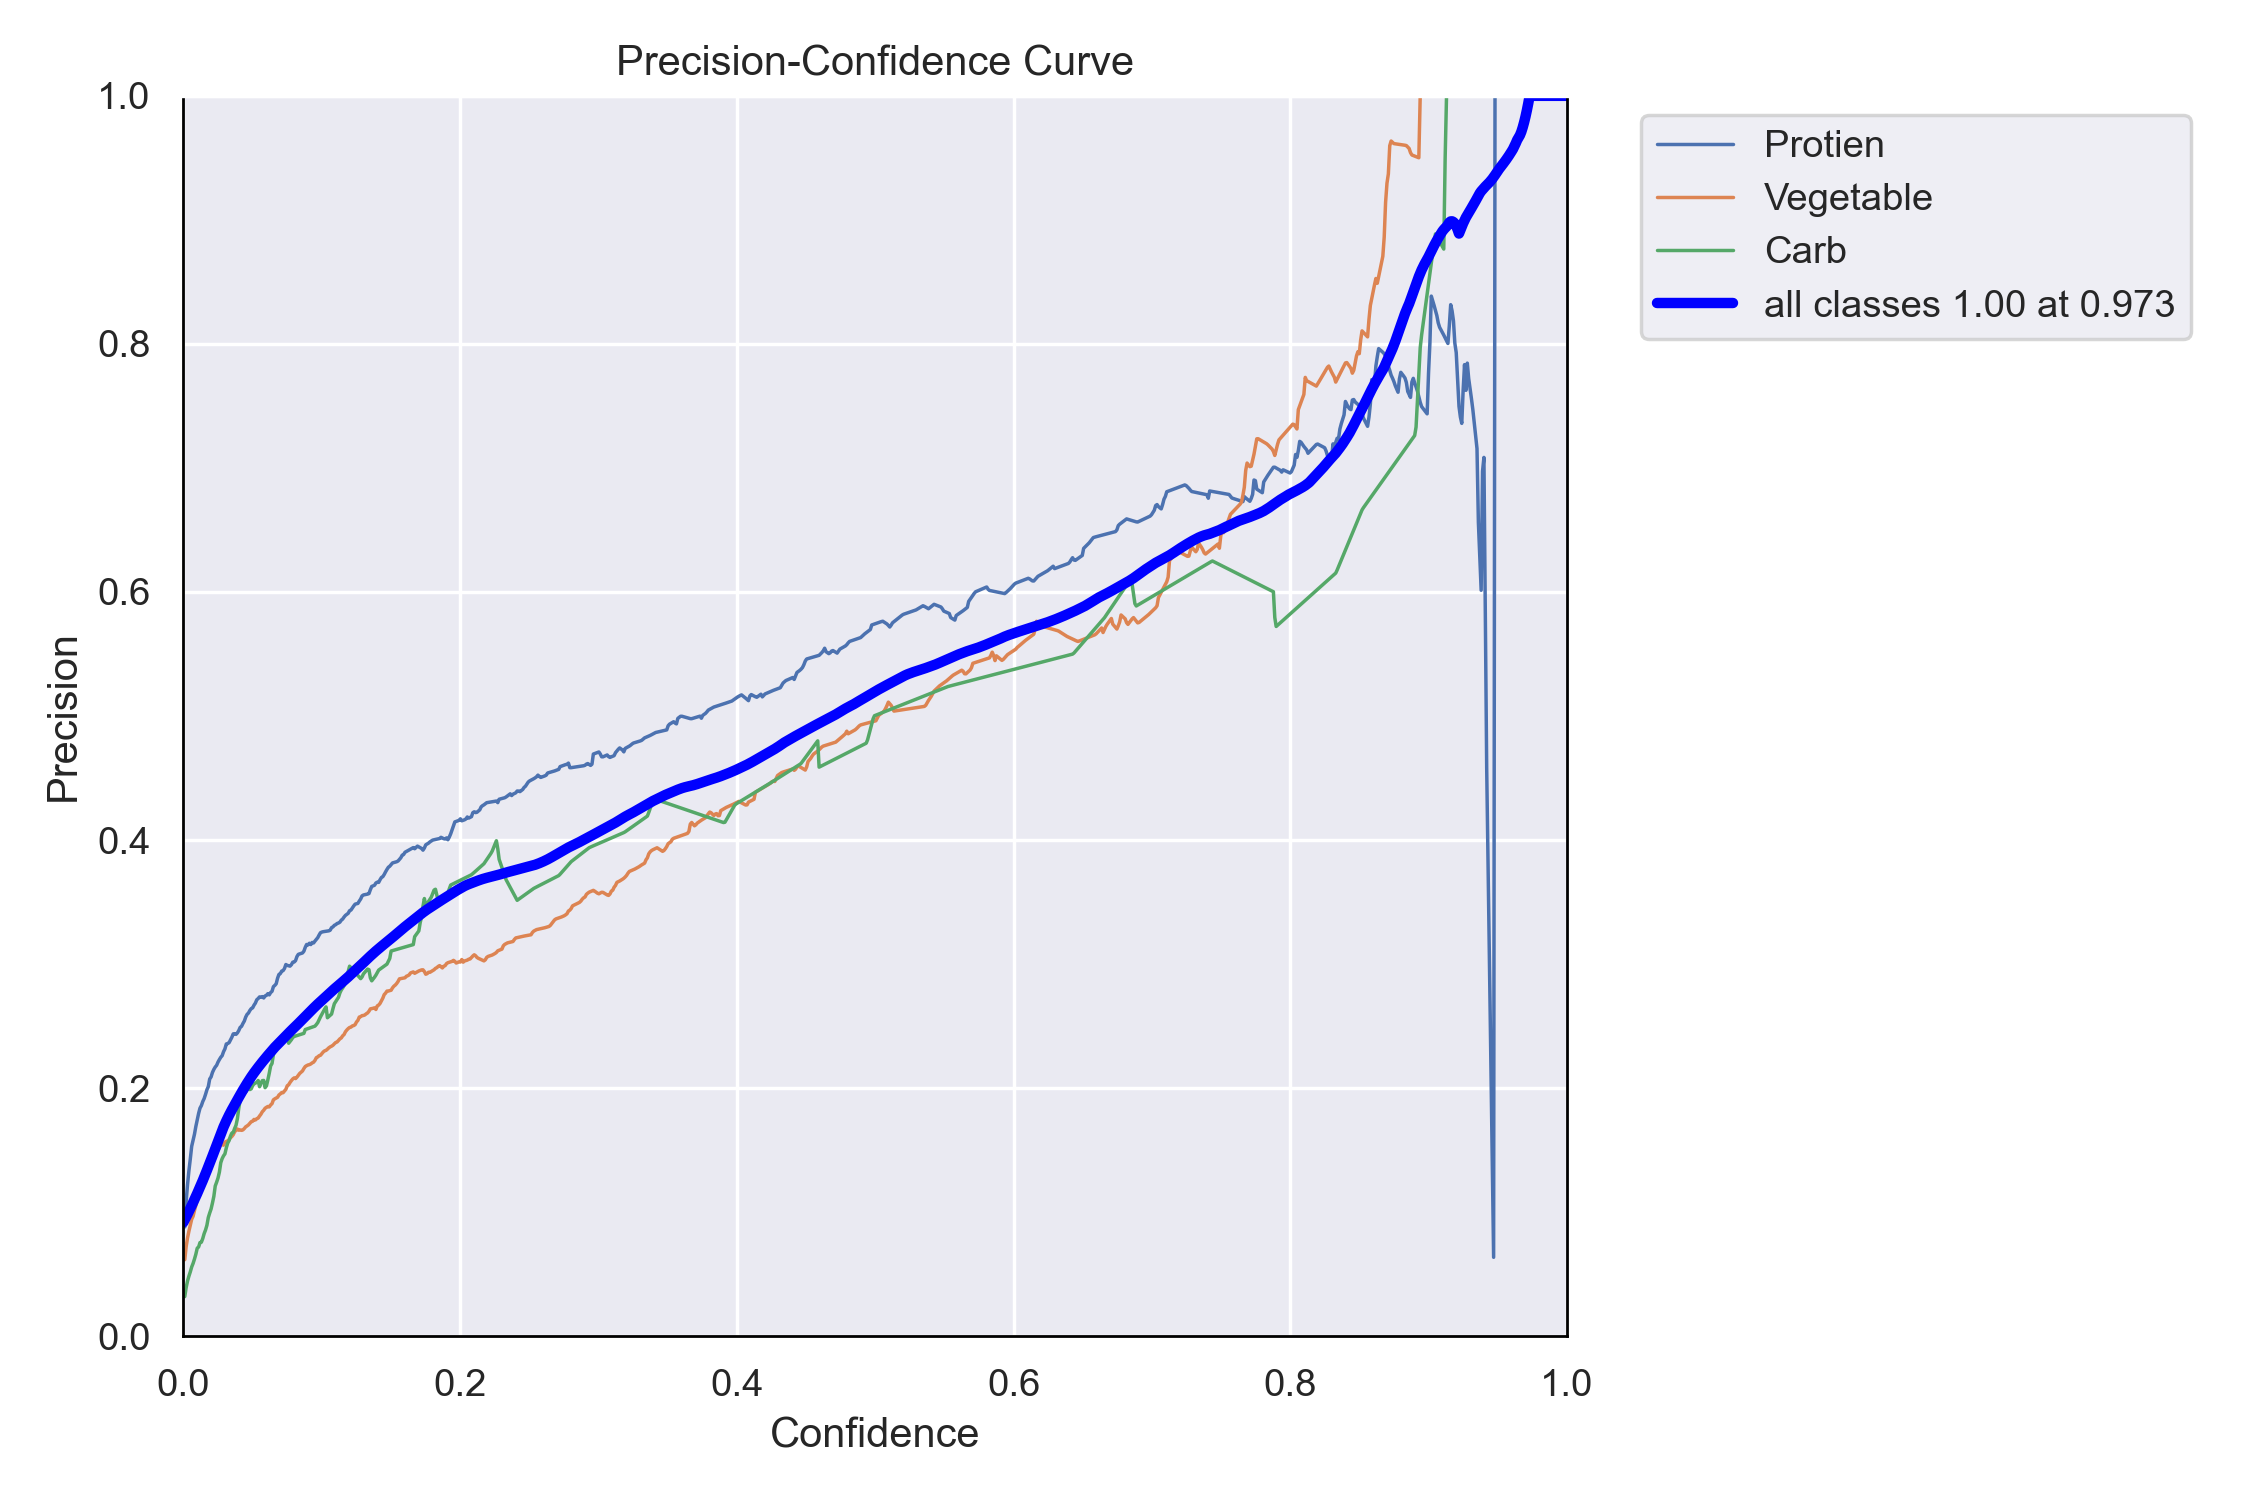 Precision-Confidence Curve
1.0
0.8
0.6
0.4
0.2
0.0
Precision
0.0 0.2 0.4 0.6 0.8 1.0
Confidence
Protien
Vegetable
Carb
all classes 1.00 at 0.973